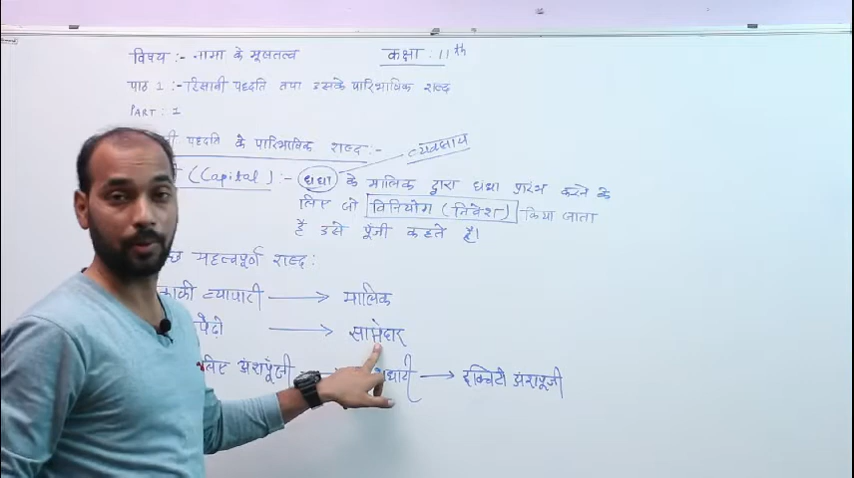 विषय :- नामा के मूलतत्व कक्षा : 11th
पाठ 1 :- हिसाबी पद्धति तथा उसके पारिभाषिक शब्द
PART : 1
पद्धति के पारिभाषिक शब्द :- व्यवसाय
(Capital) :- धंधा के मालिक द्वारा धंधा प्रारंभ करने के
लिए जो विनियोग (निवेश) किया जाता
है उसे पूँजी कहते है।
महत्वपूर्ण शब्द :
व्यापारी → मालिक
पेढ़ी → साझेदार
लिए अंशपूँजी → इक्विटी अंशपूंजी